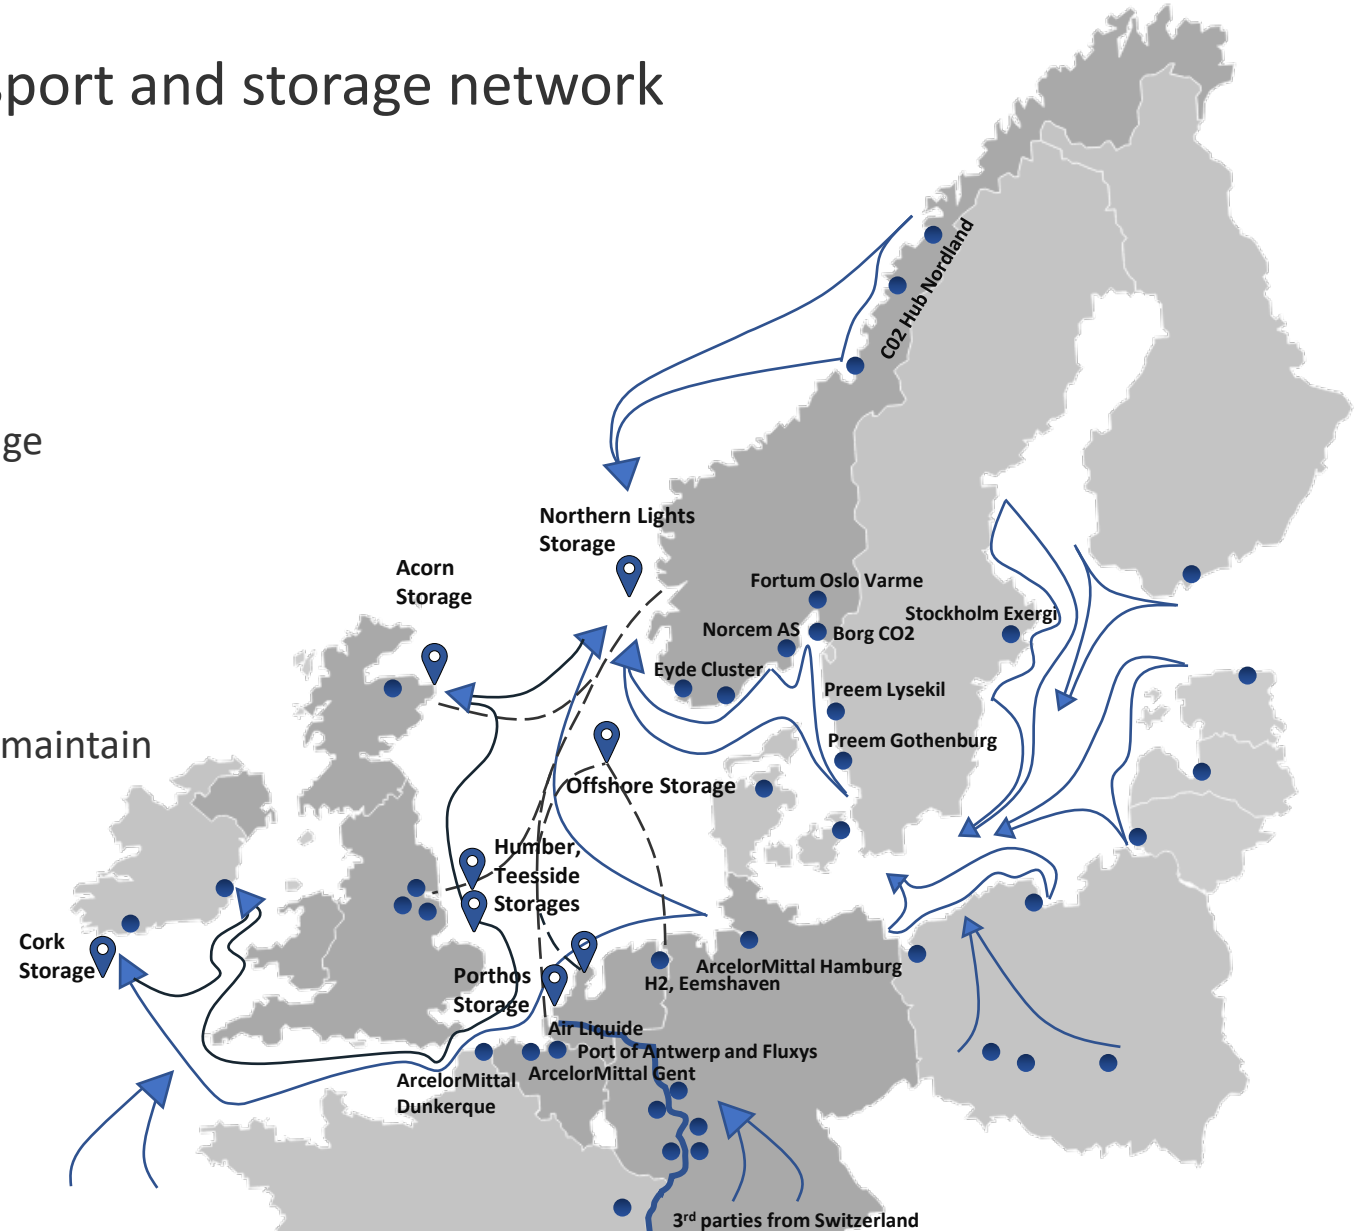 sport and storage network
C02 Hub Nordland
ge
Northern Lights
Storage
Acorn
Storage
Fortum Oslo Varme
Stockholm Exergi
Norcem AS
Borg CO2
Eyde Cluster
Preem Lysekil
maintain
Preem Gothenburg
Offshore Storage
Humber,
Teesside
Storages
Cork
Storage
Porthos
Storage
ArcelorMittal Hamburg
H2, Eemshaven
Air Liquide
Port of Antwerp and Fluxys
ArcelorMittal Gent
ArcelorMittal
Dunkerque
3rd parties from Switzerland